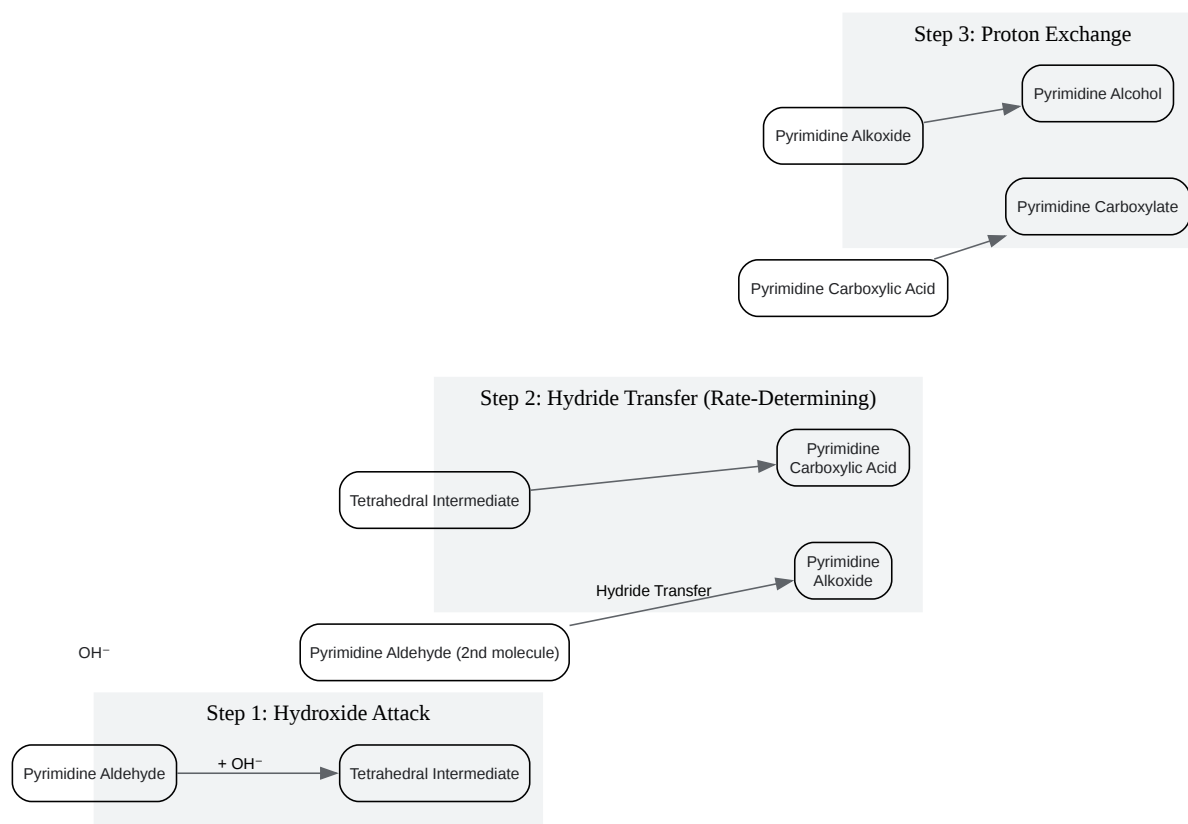 Step 3: Proton Exchange
Pyrimidine Alcohol
Pyrimidine Alkoxide
Pyrimidine Carboxylate
Pyrimidine Carboxylic Acid
Step 2: Hydride Transfer (Rate-Determining)
Pyrimidine
Carboxylic Acid
Tetrahedral Intermediate
Pyrimidine
Alkoxide
Hydride Transfer
Pyrimidine Aldehyde (2nd molecule)
OH⁻
Step 1: Hydroxide Attack
Pyrimidine Aldehyde
+ OH⁻
Tetrahedral Intermediate